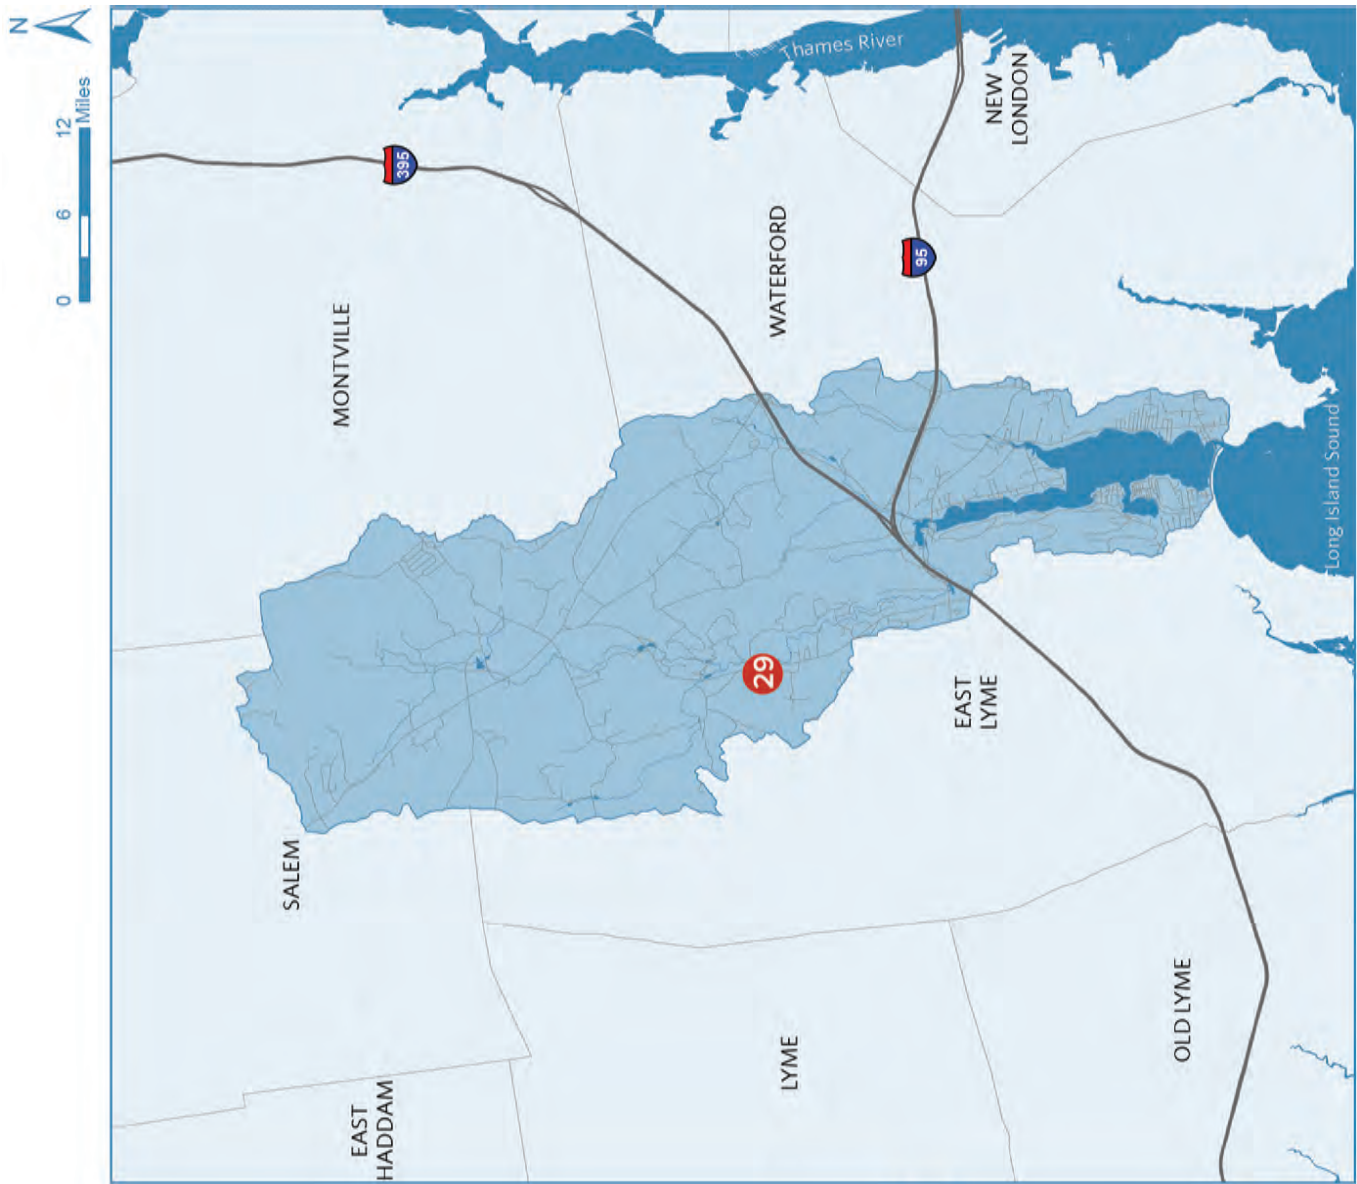 N
0 6 12
Miles
SALEM
MONTVILLE
EAST
HADDAM
395
29
WATERFORD
LYME
Thames River
95
EAST
LYME
NEW
LONDON
OLD LYME
Long Island Sound